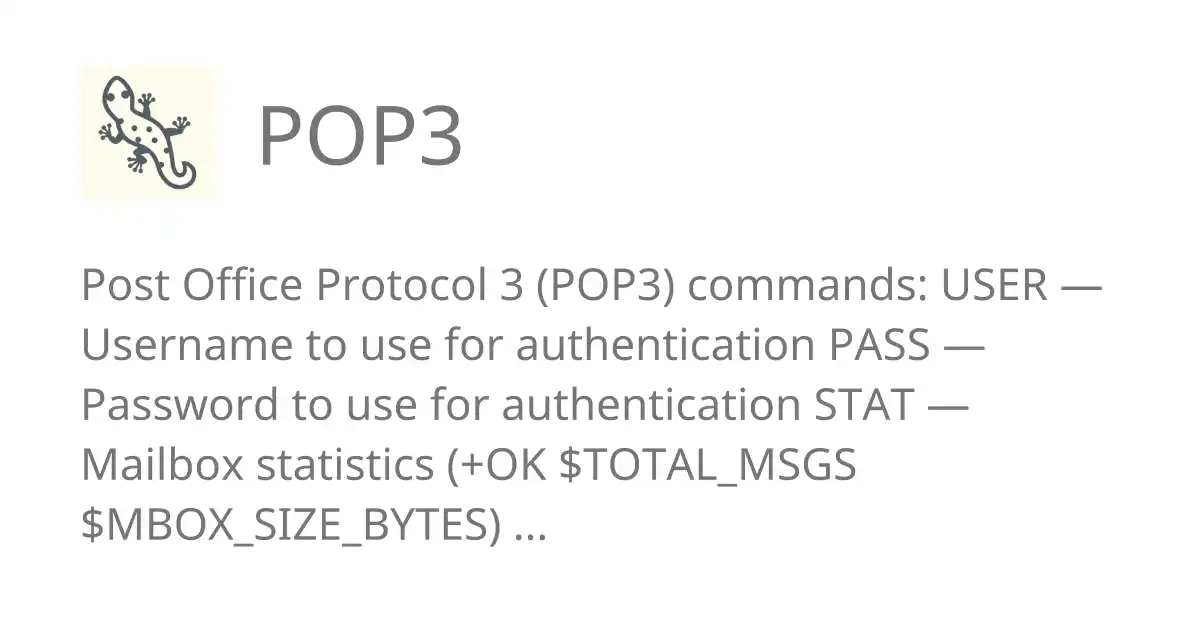 POP3
Post Office Protocol 3 (POP3) commands: USER —
Username to use for authentication PASS —
Password to use for authentication STAT —
Mailbox statistics (+OK $TOTAL_MSGS
$MBOX_SIZE_BYTES) ...